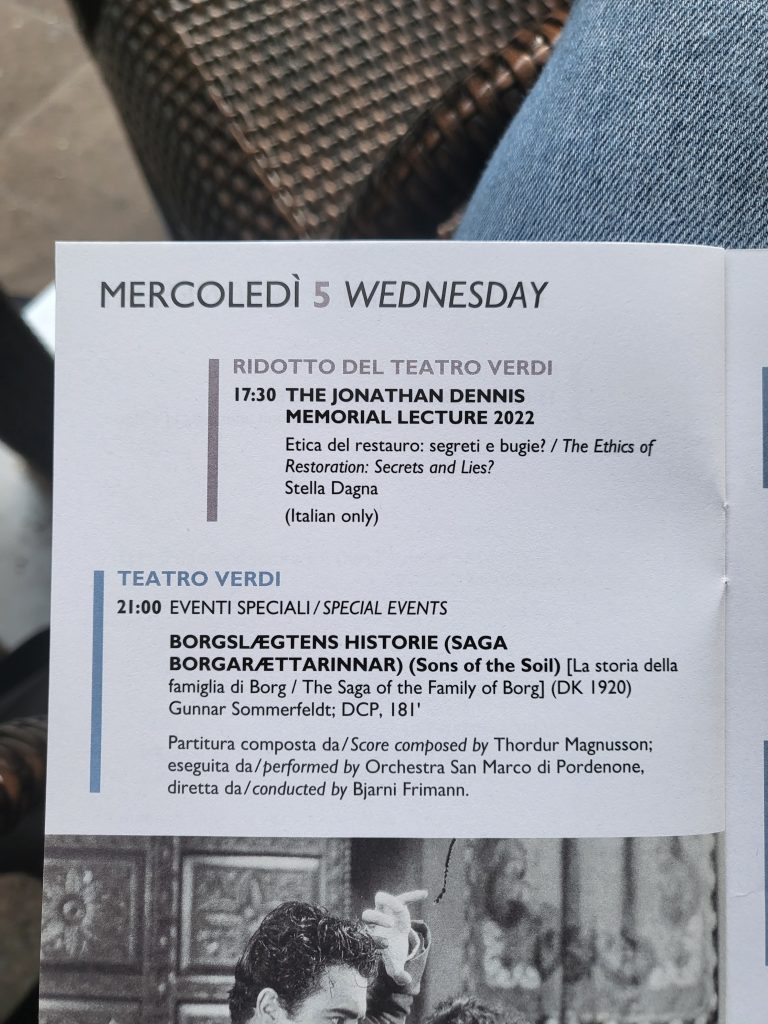 MERCOLEDÌ 5 WEDNESDAY
RIDOTTO DEL TEATRO VERDI
17:30 THE JONATHAN DENNIS
MEMORIAL LECTURE 2022
Etica del restauro: segreti e bugie? / The Ethics of
Restoration: Secrets and Lies?
Stella Dagna
(Italian only)
TEATRO VERDI
21:00 EVENTI SPECIALI / SPECIAL EVENTS
BORGSLÆGTENS HISTORIE (SAGA
BORGARÆTTARINNAR) (Sons of the Soil) [La storia della
famiglia di Borg / The Saga of the Family of Borg] (DK 1920)
Gunnar Sommerfeldt; DCP, 181'
Partitura composta da / Score composed by Thordur Magnusson;
eseguita da / performed by Orchestra San Marco di Pordenone,
diretta da / conducted by Bjarni Frimann.